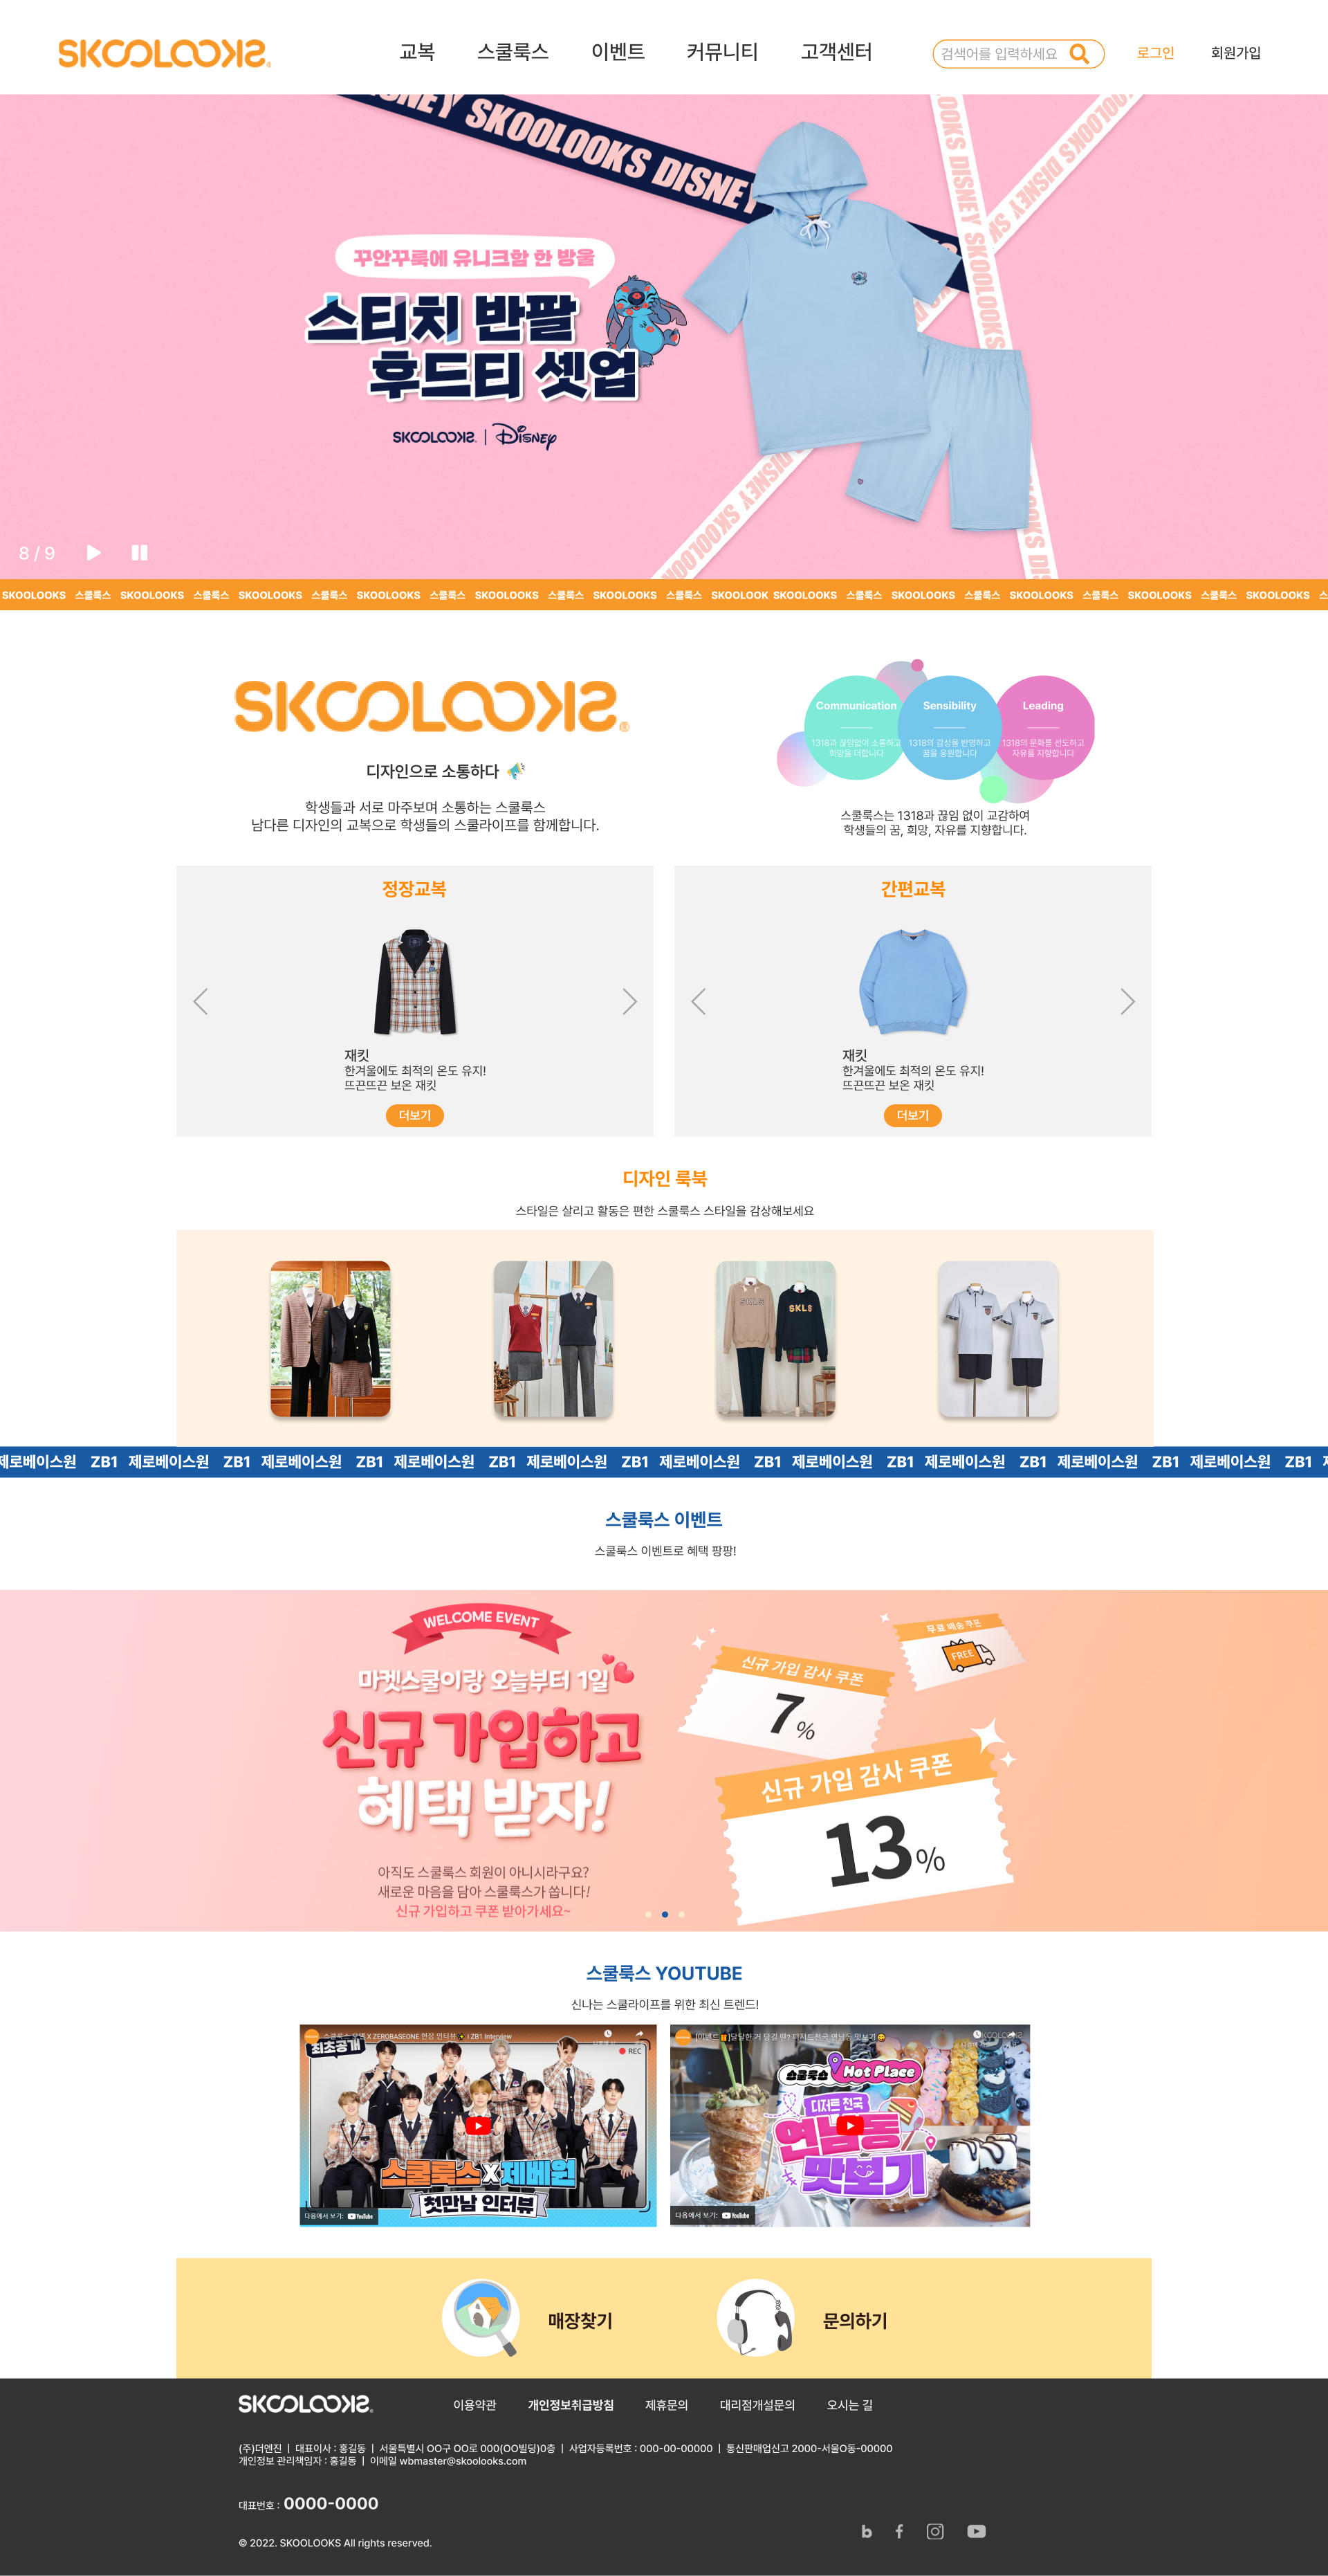 SKOOLOOKS
교복 스쿨룩스 이벤트 커뮤니티 고객센터
검색어를 입력하세요
로그인 회원가입
SKOOLOOKS DISNEY
꾸안꾸룩에 유니크함 한 방울
스티치 반팔
후드티 셋업
SKOOLOOKS | Disney
8 / 9
SKOOLOOKS 스쿨룩스 SKOOLOOKS 스쿨룩스 SKOOLOOKS 스쿨룩스 SKOOLOOKS 스쿨룩스 SKOOLOOKS 스쿨룩스 SKOOLOOKS 스쿨룩스 SKOOLOOK SKOOLOOKS 스쿨룩스 SKOOLOOKS 스쿨룩스 SKOOLOOKS 스쿨룩스 SKOOLOOKS 스쿨룩스 SKOOLOOKS 스
SKOOLOOKS
디자인으로 소통하다
학생들과 서로 마주보며 소통하는 스쿨룩스
남다른 디자인의 교복으로 학생들의 스쿨라이프를 함께합니다.
Communication
1318과 끊임없이 소통하고
희망을 더합니다
Sensibility
1318의 감성을 반영하고
꿈을 응원합니다
Leading
1318의 문화를 선도하고
자유를 지향합니다
스쿨룩스는 1318과 끊임 없이 교감하여
학생들의 꿈, 희망, 자유를 지향합니다.
정장교복
재킷
한겨울에도 최적의 온도 유지!
뜨끈뜨끈 보온 재킷
더보기
간편교복
재킷
한겨울에도 최적의 온도 유지!
뜨끈뜨끈 보온 재킷
더보기
디자인 룩북
스타일은 살리고 활동은 편한 스쿨룩스 스타일을 감상해보세요
SKLS
SKLS
제로베이스원 ZB1 제로베이스원 ZB1 제로베이스원 ZB1 제로베이스원 ZB1 제로베이스원 ZB1 제로베이스원 ZB1 제로베이스원 ZB1 제로베이스원 ZB1 제로베이스원 ZB1 제로베이스원 ZB1
스쿨룩스 이벤트
스쿨룩스 이벤트로 혜택 팡팡!
WELCOME EVENT
마켓스쿨이랑 오늘부터 1일
신규 가입하고
혜택 받자!
아직도 스쿨룩스 회원이 아니시라구요?
새로운 마음을 담아 스쿨룩스가 쏩니다!
신규 가입하고 쿠폰 받아가세요~
무료 배송 쿠폰
FREE
신규 가입 감사 쿠폰
7%
신규 가입 감사 쿠폰
13%
스쿨룩스 YOUTUBE
신나는 스쿨라이프를 위한 최신 트렌드!
X ZEROBASEONE 현장 인터뷰 I ZB1 Interview
최초공개
REC
스쿨룩스X제베원
첫만남 인터뷰
다음에서 보기: YouTube
스쿨룩스 Hot Place
디저트 천국
연남동
맛보기
다음에서 보기: YouTube
매장찾기
문의하기
SKOOLOOKS
이용약관 개인정보취급방침 제휴문의 대리점개설문의 오시는 길
(주)더엔진 | 대표이사 : 홍길동 | 서울특별시 OO구 OO로 000(OO빌딩)0층 | 사업자등록번호 : 000-00-00000 | 통신판매업신고 2000-서울O동-00000
개인정보 관리책임자 : 홍길동 | 이메일 wbmaster@skoolooks.com
대표번호 : 0000-0000
© 2022. SKOOLOOKS All rights reserved.